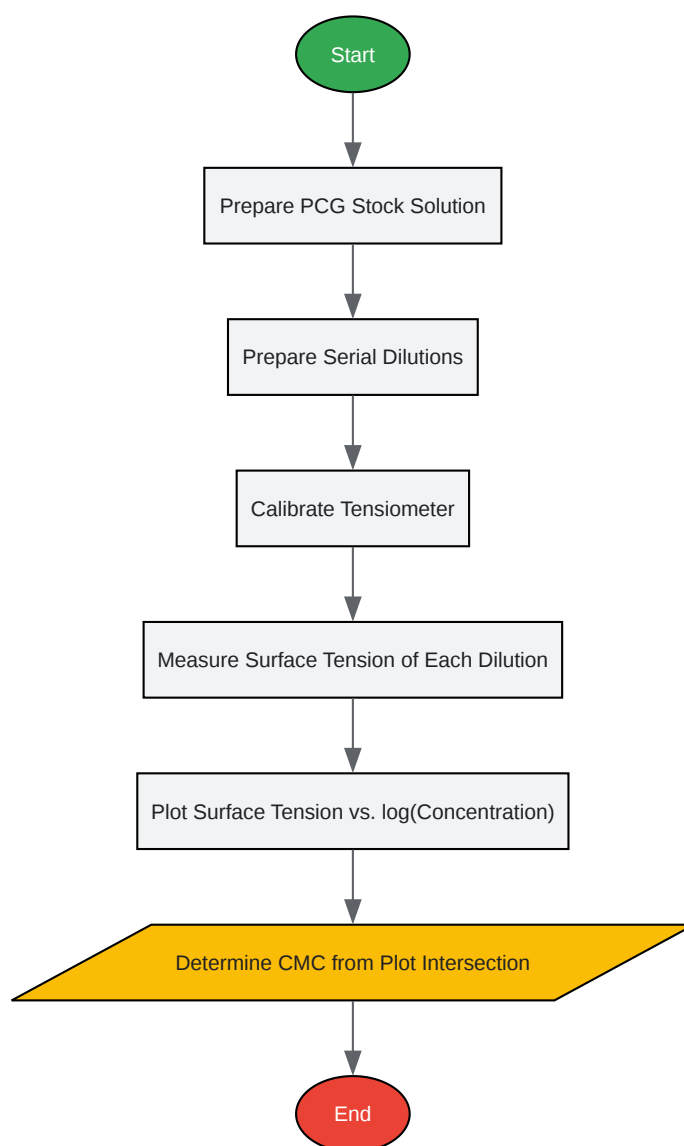 Start
Prepare PCG Stock Solution
Prepare Serial Dilutions
Calibrate Tensiometer
Measure Surface Tension of Each Dilution
Plot Surface Tension vs. log(Concentration)
Determine CMC from Plot Intersection
End